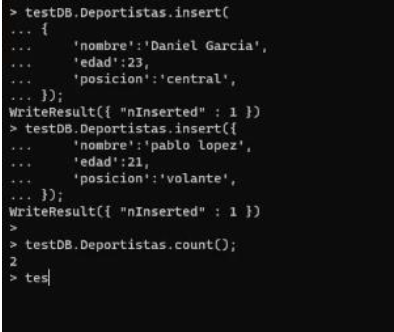 > testDB.Deportistas.insert(
... {
...     'nombre':'Daniel Garcia',
...     'edad':23,
...     'posicion':'central',
... });
WriteResult({ "nInserted" : 1 })
> testDB.Deportistas.insert({
...     'nombre':'pablo lopez',
...     'edad':21,
...     'posicion':'volante',
... });
WriteResult({ "nInserted" : 1 })
>
> testDB.Deportistas.count();
2
> tes